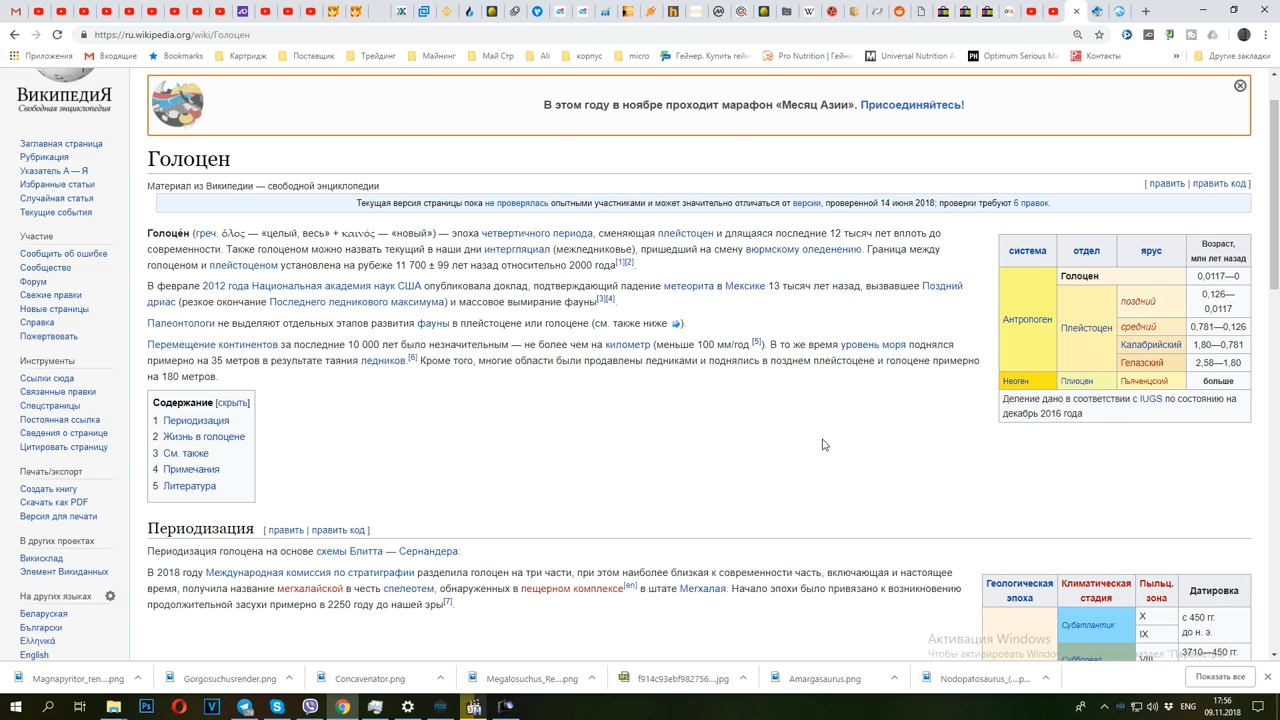 https://ru.wikipedia.org/wiki/Голоцен
Приложения
Входящие
Bookmarks
Картридж
Поставщик
Трейдинг
Майнинг
Май Стр
Ali
корпус
micro
Гейнер. Купить гей
Pro Nutrition | Гейне
Universal Nutrition
Optimum Serious M
Контакты
»
Другие закладки
ВИКИПЕДИЯ
Свободная энциклопедия
В этом году в ноябре проходит марафон «Месяц Азии». Присоединяйтесь!
Заглавная страница
Рубрикация
Указатель А — Я
Избранные статьи
Случайная статья
Текущие события
Участие
Сообщить об ошибке
Сообщество
Форум
Свежие правки
Новые страницы
Справка
Пожертвовать
Инструменты
Ссылки сюда
Связанные правки
Спецстраницы
Постоянная ссылка
Сведения о странице
Цитировать страницу
Печать/экспорт
Создать книгу
Скачать как PDF
Версия для печати
В других проектах
Викисклад
Элемент Викиданных
На других языках
Беларуская
Български
Ελληνικά
English
Голоцен
Материал из Википедии — свободной энциклопедии
[ править | править код ]
Текущая версия страницы пока не проверялась опытными участниками и может значительно отличаться от версии, проверенной 14 июня 2018; проверки требуют 6 правок.
Голоце́н (греч. ὅλος — «целый, весь» + καινός — «новый») — эпоха четвертичного периода, сменяющая плейстоцен и длящаяся последние 12 тысяч лет вплоть до
современности. Также голоценом можно назвать текущий в наши дни интергляциал (межледниковье), пришедший на смену вюрмскому оледенению. Граница между
голоценом и плейстоценом установлена на рубеже 11 700 ± 99 лет назад относительно 2000 года[1][2].
В феврале 2012 года Национальная академия наук США опубликовала доклад, подтверждающий падение метеорита в Мексике 13 тысяч лет назад, вызвавшее Поздний
дриас (резкое окончание Последнего ледникового максимума) и массовое вымирание фауны[3][4].
Палеонтологи не выделяют отдельных этапов развития фауны в плейстоцене или голоцене (см. также ниже ).
Перемещение континентов за последние 10 000 лет было незначительным — не более чем на километр (меньше 100 мм/год [5]). В то же время уровень моря поднялся
примерно на 35 метров в результате таяния ледников.[6] Кроме того, многие области были продавлены ледниками и поднялись в позднем плейстоцене и голоцене примерно
на 180 метров.
система отдел ярус Возраст,
млн лет назад
Антропоген Голоцен 0,0117—0
Плейстоцен поздний 0,126—
0,0117
средний 0,781—0,126
Калабрийский 1,80—0,781
Гелазский 2,58—1,80
Неоген Плиоцен Пьяченцский больше
Деление дано в соответствии с IUGS по состоянию на
декабрь 2016 года
Содержание [скрыть]
1 Периодизация
2 Жизнь в голоцене
3 См. также
4 Примечания
5 Литература
Периодизация [ править | править код ]
Периодизация голоцена на основе схемы Блитта — Сернандера:
В 2018 году Международная комиссия по стратиграфии разделила голоцен на три части, при этом наиболее близкая к современности часть, включающая и настоящее
время, получила название мегхалайской в честь спелеотем, обнаруженных в пещерном комплексе[en] в штате Мегхалая. Начало эпохи было привязано к возникновению
продолжительной засухи примерно в 2250 году до нашей эры[7].
Геологическая
эпоха
Климатическая
стадия
Пыльц.
зона
Датировка
Субатлантик
X
IX
с 450 гг.
до н. э.
Суббореал
VIII
3710—450 гг.
Активация Windows
Чтобы активировать Windows
раздел "Параметры
Magnapyritor_ren....png
Gorgosuchusrender.png
Concavenator.png
Megalosuchus_Re....png
f914c93ebf982756....jpg
Amargasaurus.png
Nodopatosaurus_(....p...
Показать все
17:56
09.11.2018